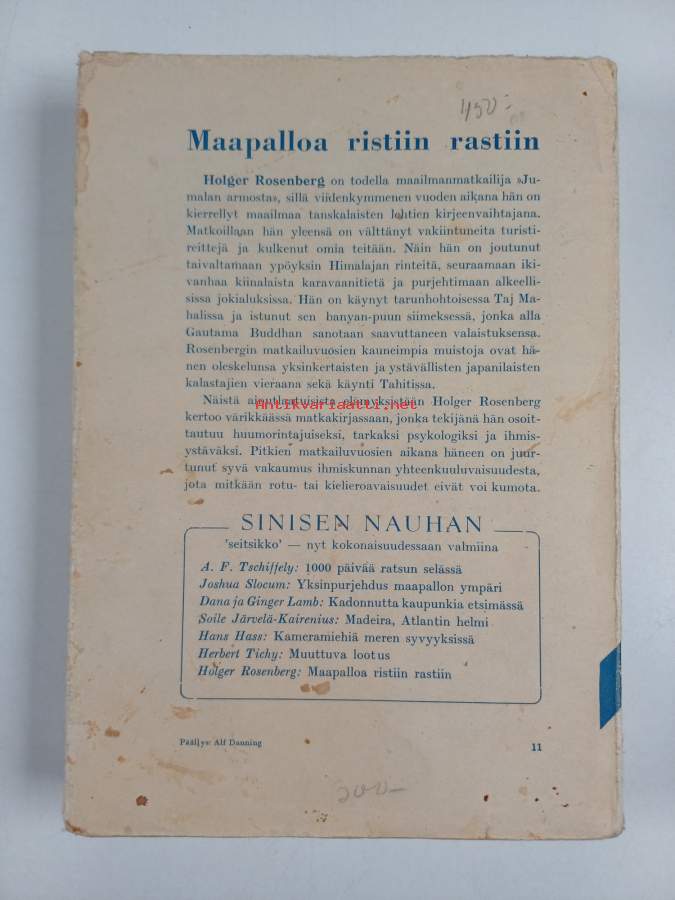 450:-
Maapalloa ristiin rastiin
Holger Rosenberg on todella maailmanmatkailija »Ju-
malan armosta», sillä viidenkymmenen vuoden aikana hän on
kierrellyt maailmaa tanskalaisten lehtien kirjeenvaihtajana.
Matkoillaan hän yleensä on välttänyt vakiintuneita turisti-
reittejä ja kulkenut omia teitään. Näin hän on joutunut
taivaltamaan ypöyksin Himalajan rinteitä, seuraamaan iki-
vanhaa kiinalaista karavaanitietä ja purjehtimaan alkeelli-
sissa jokialuksissa. Hän on käynyt tarunhohtoisessa Taj Ma-
halissa ja istunut sen banyan-puun siimeksessä, jonka alla
Gautama Buddhan sanotaan saavuttaneen valaistuksensa.
Rosenbergin matkailuvuosien kauneimpia muistoja ovat hä-
nen oleskelunsa yksinkertaisten ja ystävällisten japanilaisten
kalastajien vieraana sekä käynti Tahitissa.
Näistä ainutlaatuisista elämyksistään Holger Rosenberg
Antikvariaatti.net
kertoo värikkäässä matkakirjassaan, jonka tekijänä hän osoit-
tautuu huumorintajuiseksi, tarkaksi psykologiksi ja ihmis-
ystäväksi. Pitkien matkailuvuosien aikana häneen on juur-
tunut syvä vakaumus ihmiskunnan yhteenkuuluvaisuudesta,
jota mitkään rotu- tai kielieroavaisuudet eivät voi kumota.
SINISEN NAUHAN
'seitsikko' — nyt kokonaisuudessaan valmiina
A. F. Tschiffely: 1000 päivää ratsun selässä
Joshua Slocum: Yksinpurjehdus maapallon ympäri
Dana ja Ginger Lamb: Kadonnutta kaupunkia etsimässä
Soile Järvelä-Kairenius: Madeira, Atlantin helmi
Hans Hass: Kameramiehiä meren syvyyksissä
Herbert Tichy: Muuttuva lootus
Holger Rosenberg: Maapalloa ristiin rastiin
Päällys: Alf Danning
11
200-